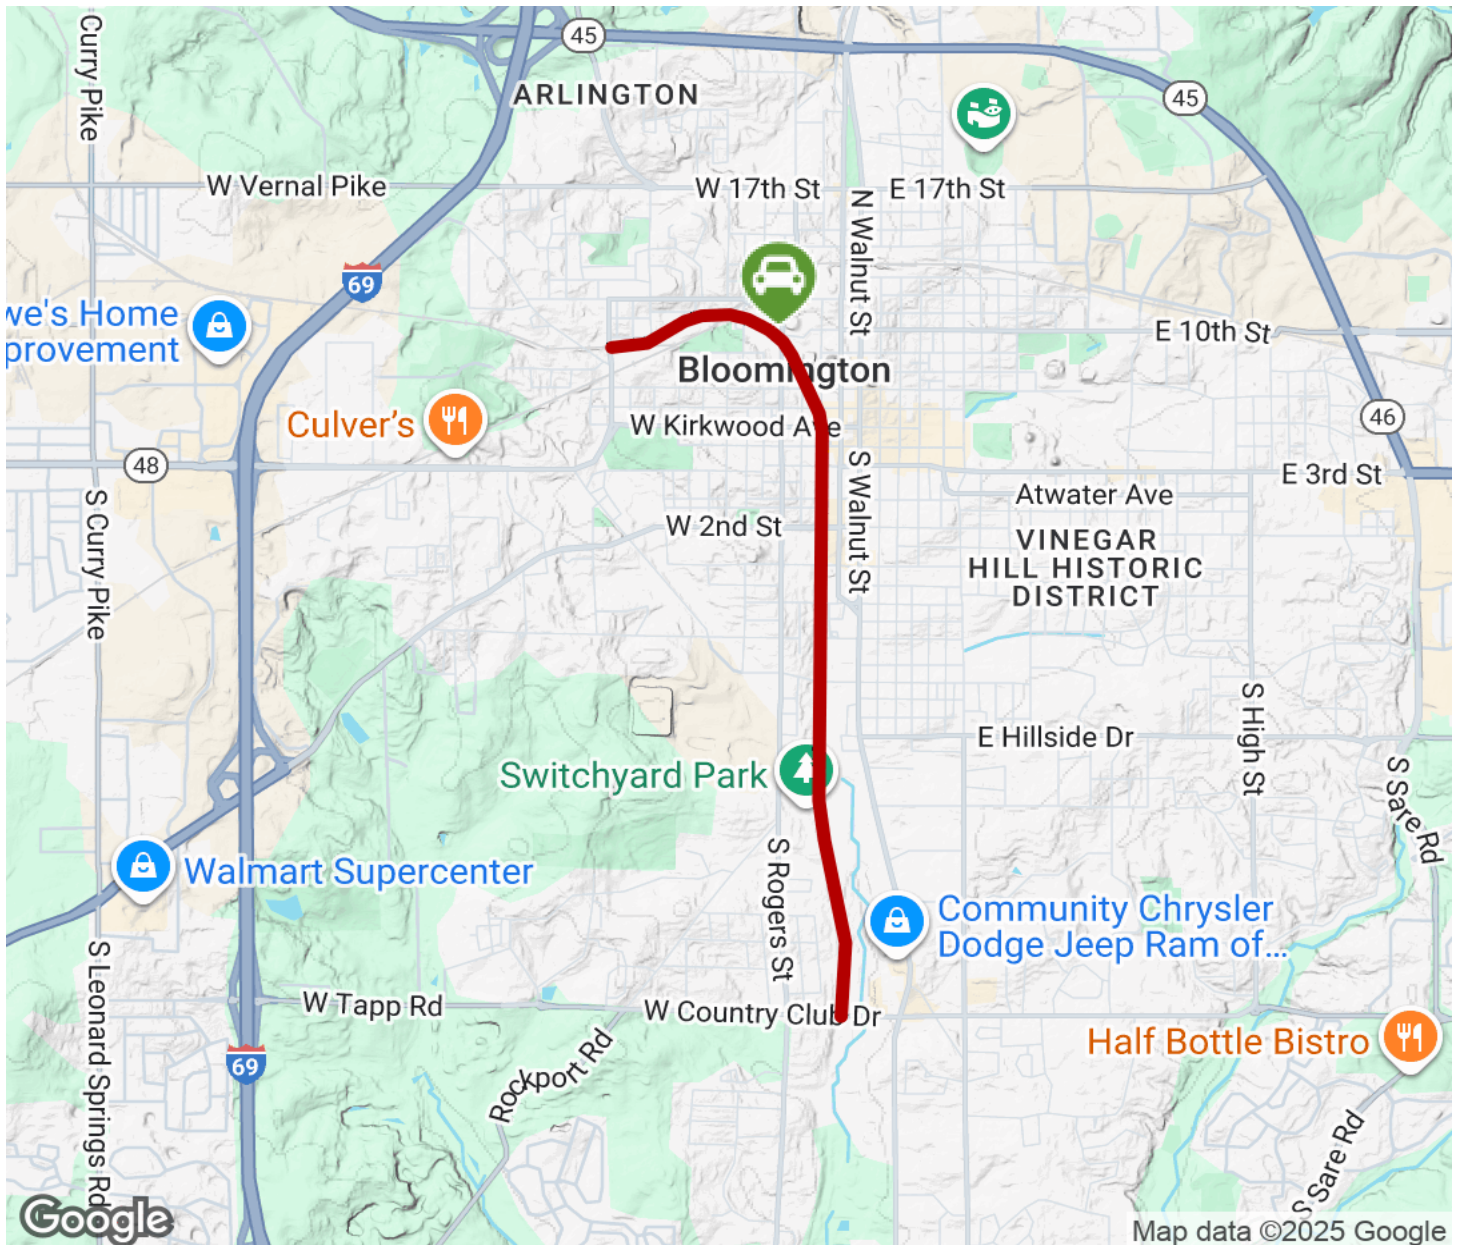 45
Curry Pike
ARLINGTON
45
W Vernal Pike
W 17th St
E 17th St
N Walnut St
69
we's Home
provement
E 10th St
Bloomington
Culver's
W Kirkwood Ave
46
48
E 3rd St
S Walnut St
Atwater Ave
S Curry Pike
W 2nd St
VINEGAR
HILL HISTORIC
DISTRICT
S High St
E Hillside Dr
Switchyard Park
S Sare Rd
Walmart Supercenter
S Rogers St
Community Chrysler
Dodge Jeep Ram of...
S Leonard Springs Rd
W Tapp Rd
W Country Club Dr
Half Bottle Bistro
69
Rockport Rd
S Sare Rd
Google
Map data ©2025 Google